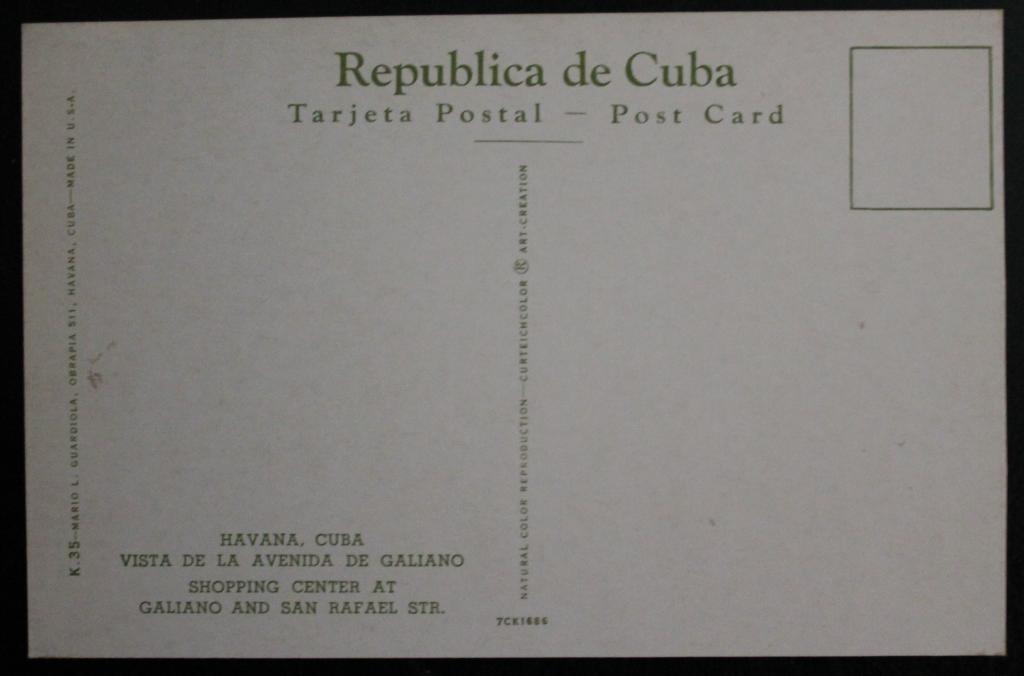 Republica de Cuba
Tarjeta Postal — Post Card
K.35—MARIO L. GUARDIOLA, OBRAPIA 511, HAVANA, CUBA—MADE IN U.S.A.
NATURAL COLOR REPRODUCTION—CURTEICHCOLOR ® ART-CREATION
HAVANA, CUBA
VISTA DE LA AVENIDA DE GALIANO
SHOPPING CENTER AT
GALIANO AND SAN RAFAEL STR.
7CK1686